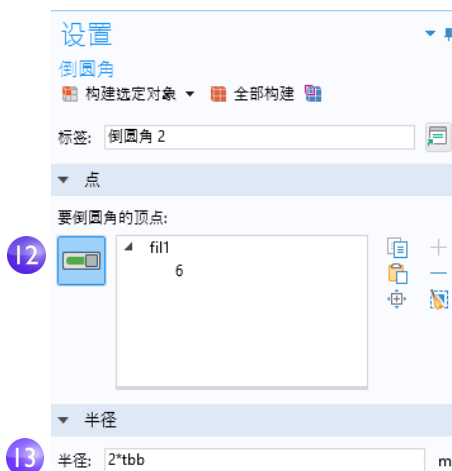 设置
倒圆角
构建选定对象 全部构建
标签: 倒圆角 2
点
要倒圆角的顶点:
12
fil1
6
半径
13 半径: 2*tbb m